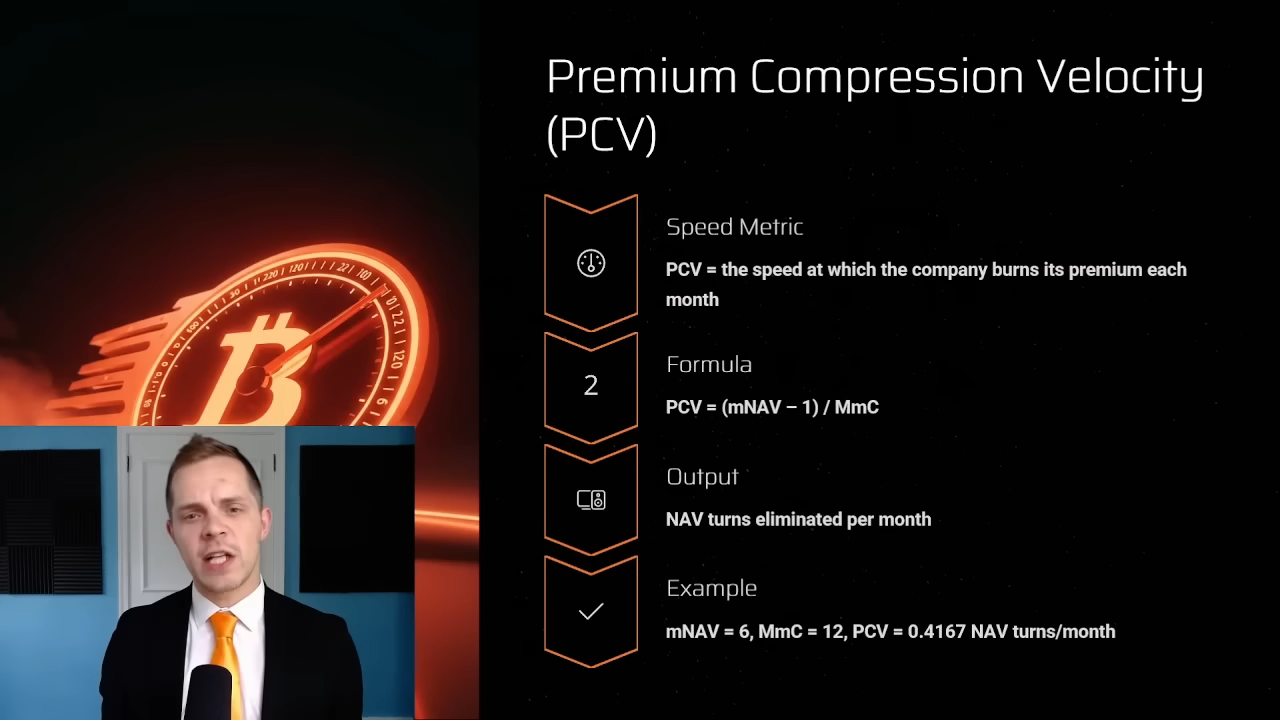 Premium Compression Velocity
(PCV)
Speed Metric
PCV = the speed at which the company burns its premium each
month
2
Formula
PCV = (mNAV – 1) / MmC
Output
NAV turns eliminated per month
Example
mNAV = 6, MmC = 12, PCV = 0.4167 NAV turns/month